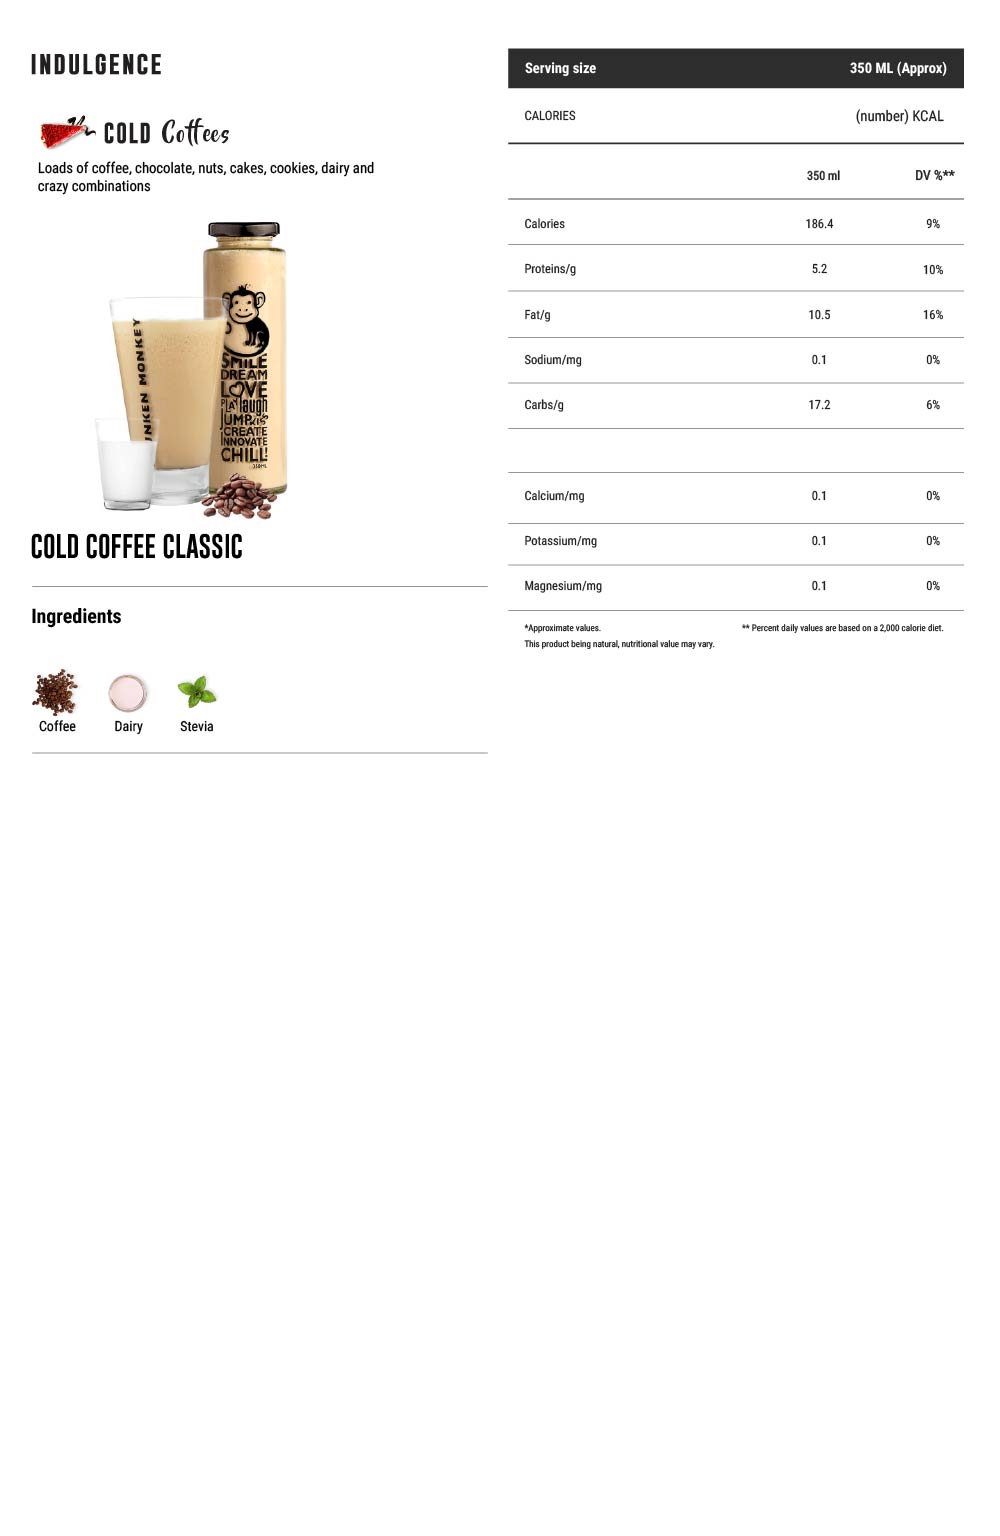 INDULGENCE
COLD Coffees
Loads of coffee, chocolate, nuts, cakes, cookies, dairy and
crazy combinations
UNKEN MONKEY
SMILE
DREAM
LOVE
PLAY laugh
JUMP kiss
CREATE
INNOVATE
CHILL!
350ML
COLD COFFEE CLASSIC
Ingredients
Coffee Dairy Stevia
Serving size 350 ML (Approx)
CALORIES (number) KCAL
350 ml DV %**
Calories 186.4 9%
Proteins/g 5.2 10%
Fat/g 10.5 16%
Sodium/mg 0.1 0%
Carbs/g 17.2 6%
Calcium/mg 0.1 0%
Potassium/mg 0.1 0%
Magnesium/mg 0.1 0%
*Approximate values. ** Percent daily values are based on a 2,000 calorie diet.
This product being natural, nutritional value may vary.